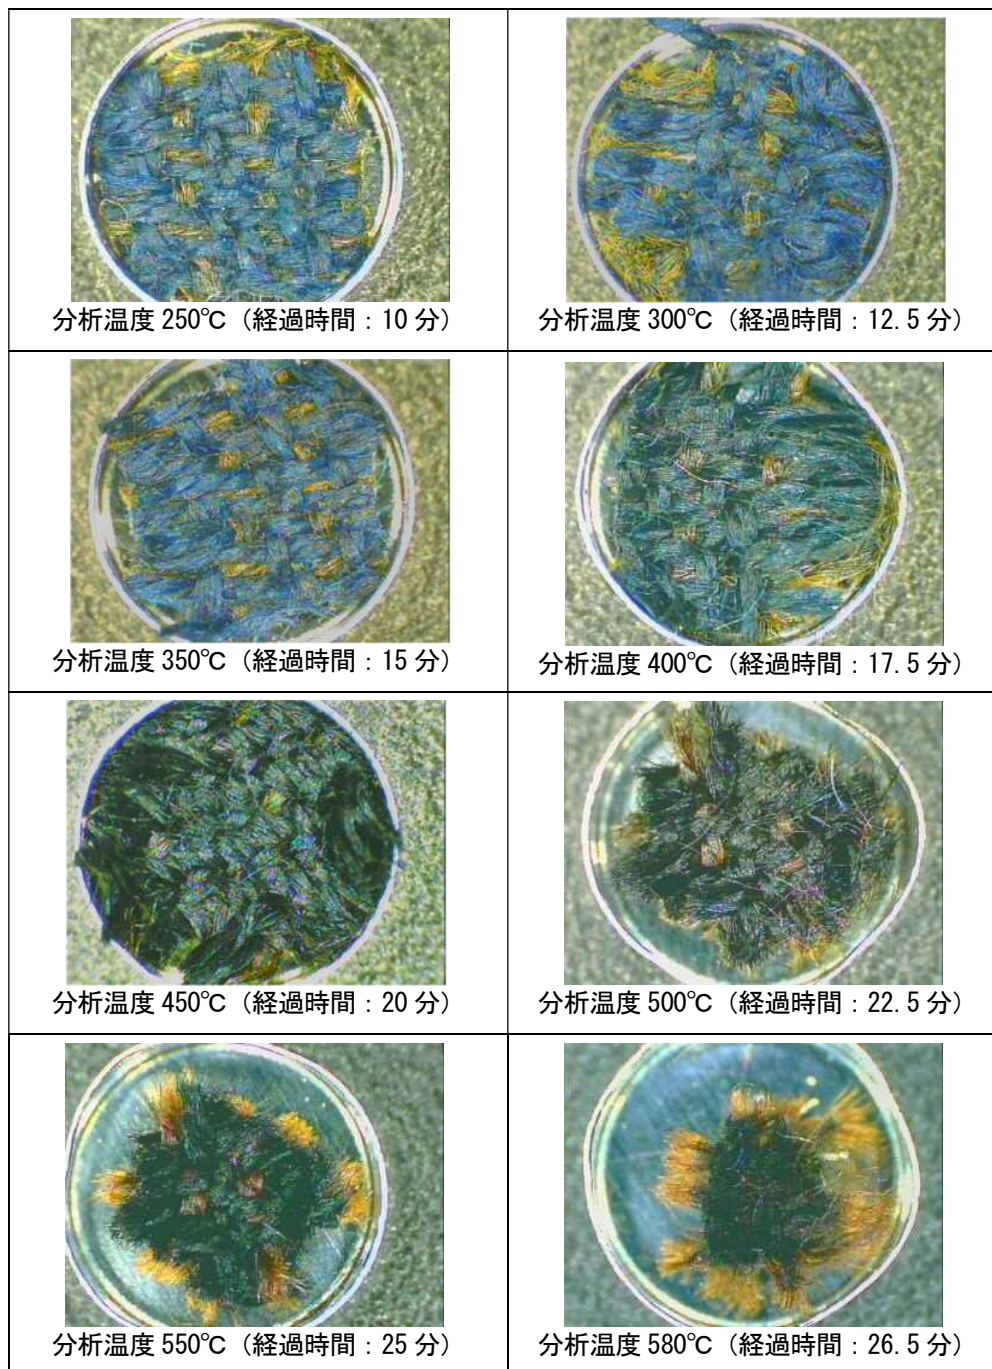 分析温度 250℃（経過時間：10 分）
分析温度 300℃（経過時間：12.5 分）
分析温度 350℃（経過時間：15 分）
分析温度 400℃（経過時間：17.5 分）
分析温度 450℃（経過時間：20 分）
分析温度 500℃（経過時間：22.5 分）
分析温度 550℃（経過時間：25 分）
分析温度 580℃（経過時間：26.5 分）